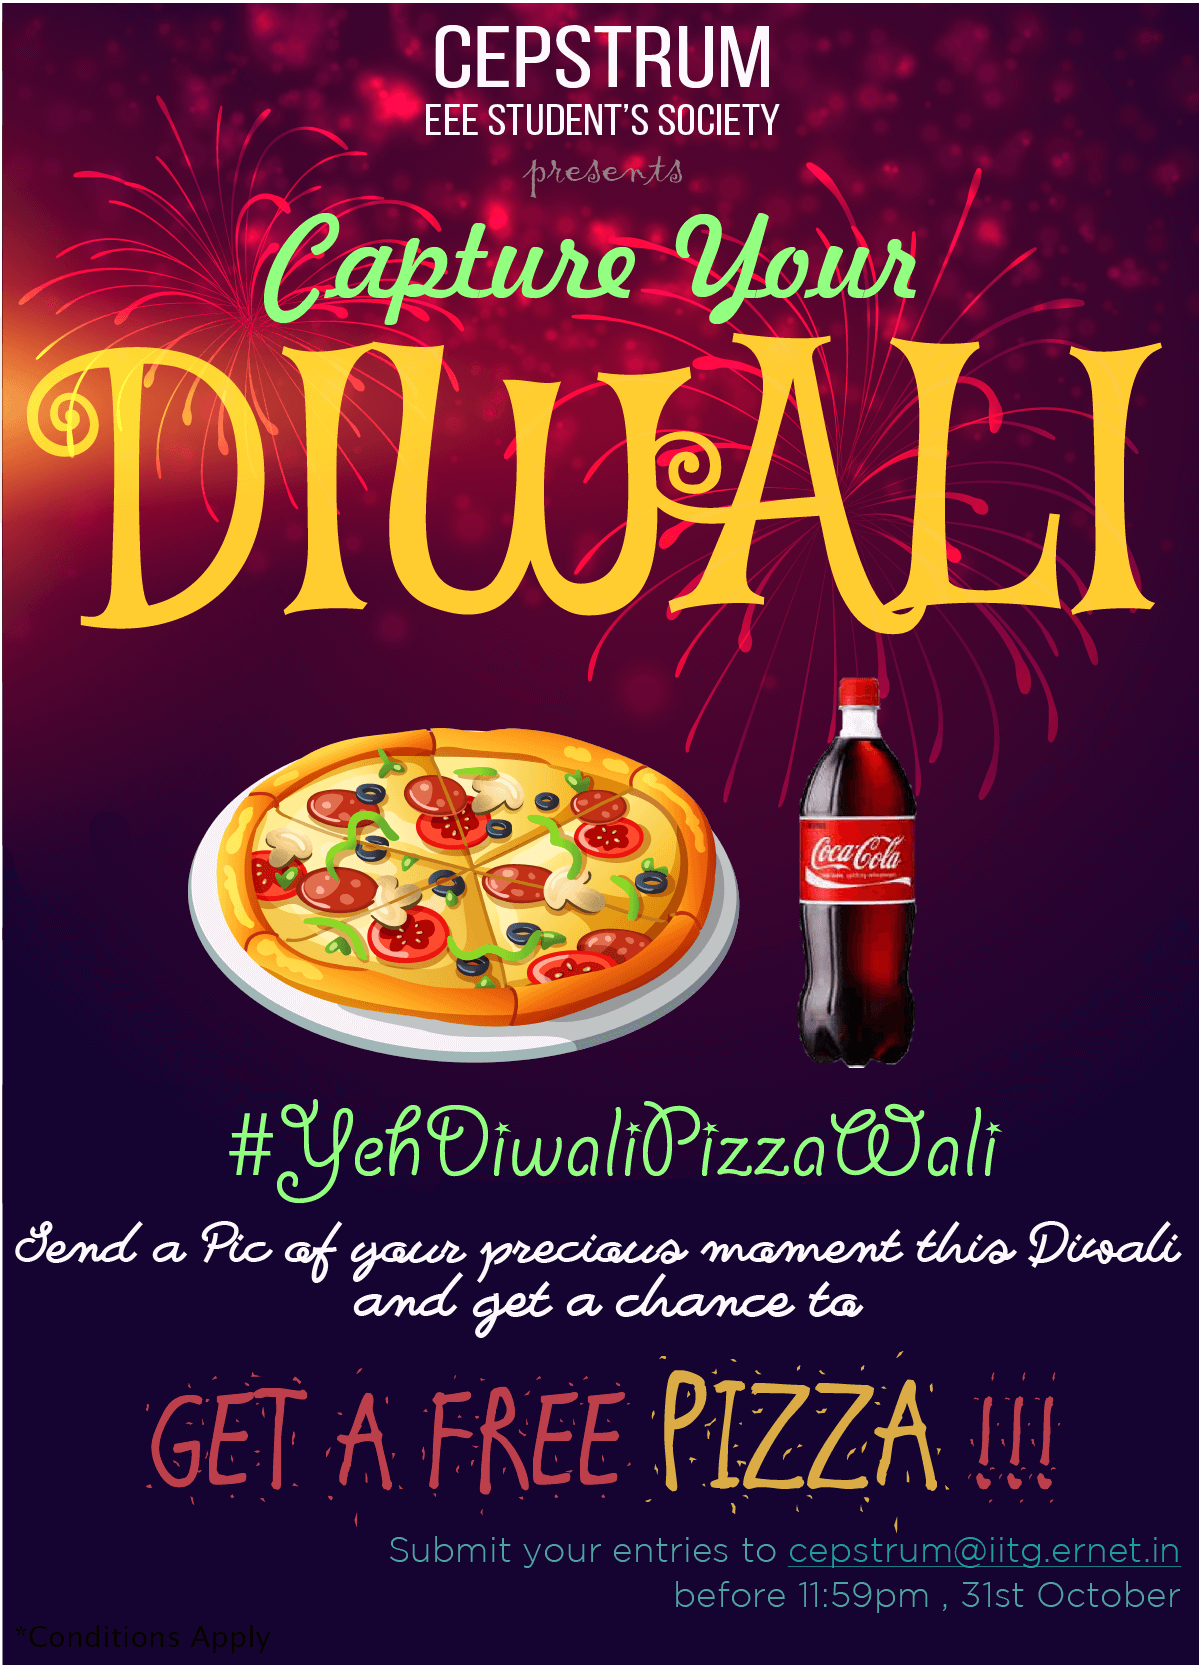 CEPSTRUM
EEE STUDENT'S SOCIETY
presents
Capture Your
DIWALI
Coca-Cola
#YehDiwaliPizzaWali
Send a Pic of your precious moment this Diwali
and get a chance to
GET A FREE PIZZA !!!
Submit your entries to cepstrum@iitg.ernet.in
before 11:59pm , 31st October
*Conditions Apply